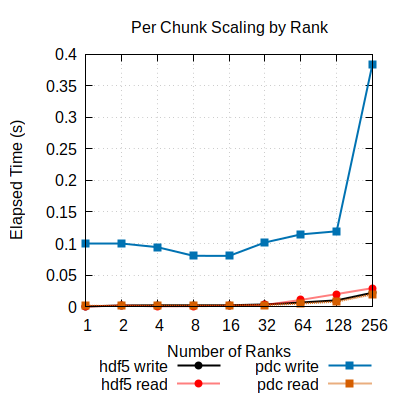 Per Chunk Scaling by Rank
Elapsed Time (s)
0.4
0.35
0.3
0.25
0.2
0.15
0.1
0.05
0
1 2 4 8 16 32 64 128 256
Number of Ranks
hdf5 write pdc write
hdf5 read pdc read